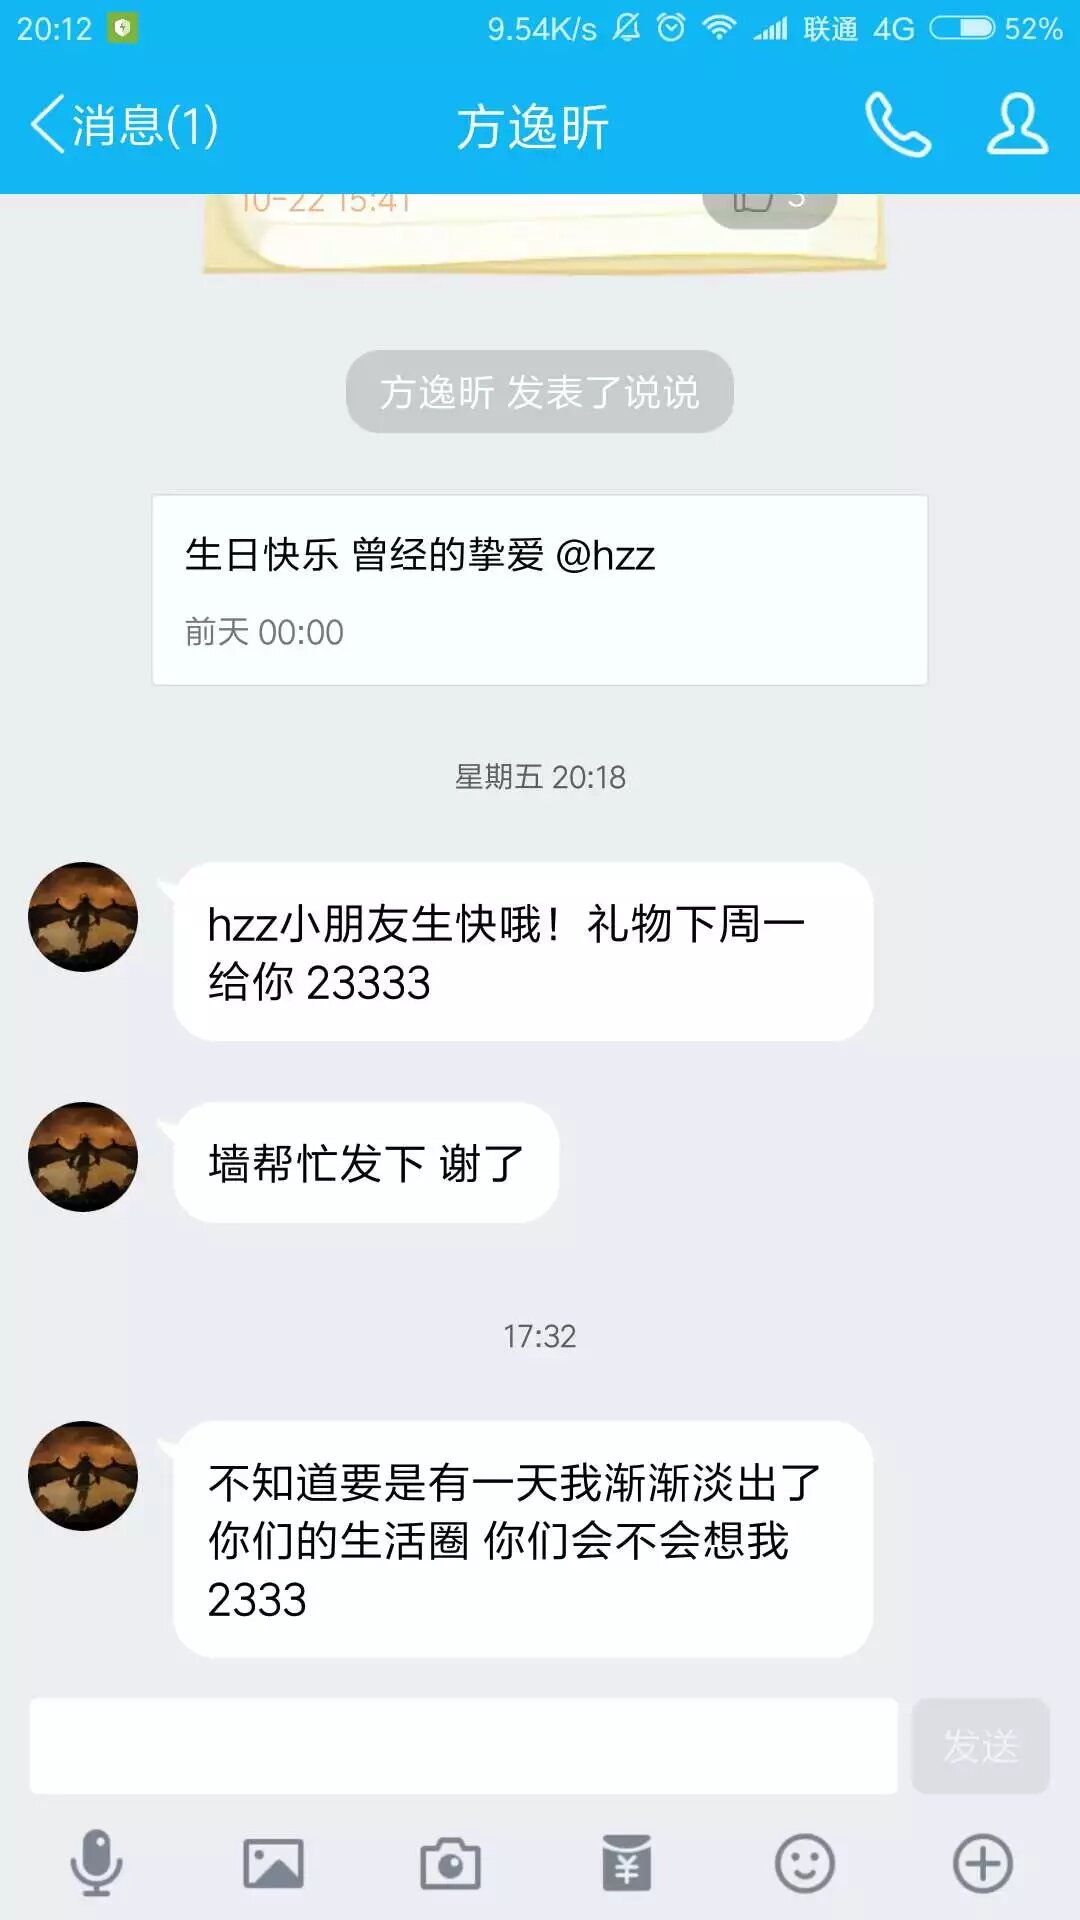 20:12 9.54K/s 联通 4G 52%
消息(1) 方逸昕
10-22 15:41 3
方逸昕 发表了说说
生日快乐 曾经的挚爱 @hzz
前天 00:00
星期五 20:18
hzz小朋友生快哦！礼物下周一
给你 23333
墙帮忙发下 谢了
17:32
不知道要是有一天我渐渐淡出了
你们的生活圈 你们会不会想我
2333
发送